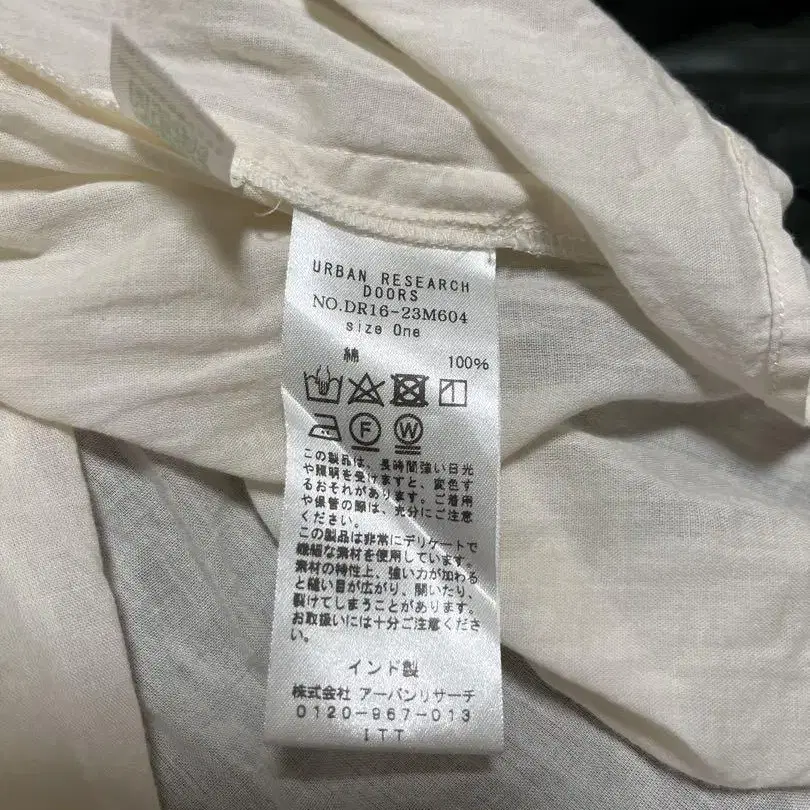 URBAN RESEARCH
DOORS
NO.DR16-23M604
size One
綿 100%
F W
この製品は、長時間強い日光
や照明を受けますと、変色す
るおそれがあります。ご着用
や保管の際は、充分にご注意
ください。
この製品は非常にデリケートで
繊細な素材を使用しています。
素材の特性上、強い力が加わる
と縫い目が広がり、開いたり、
裂けてしまうことがあります。
お取扱いには十分ご注意くださ
い。
インド製
株式会社 アーバンリサーチ
0120-967-013
ITT